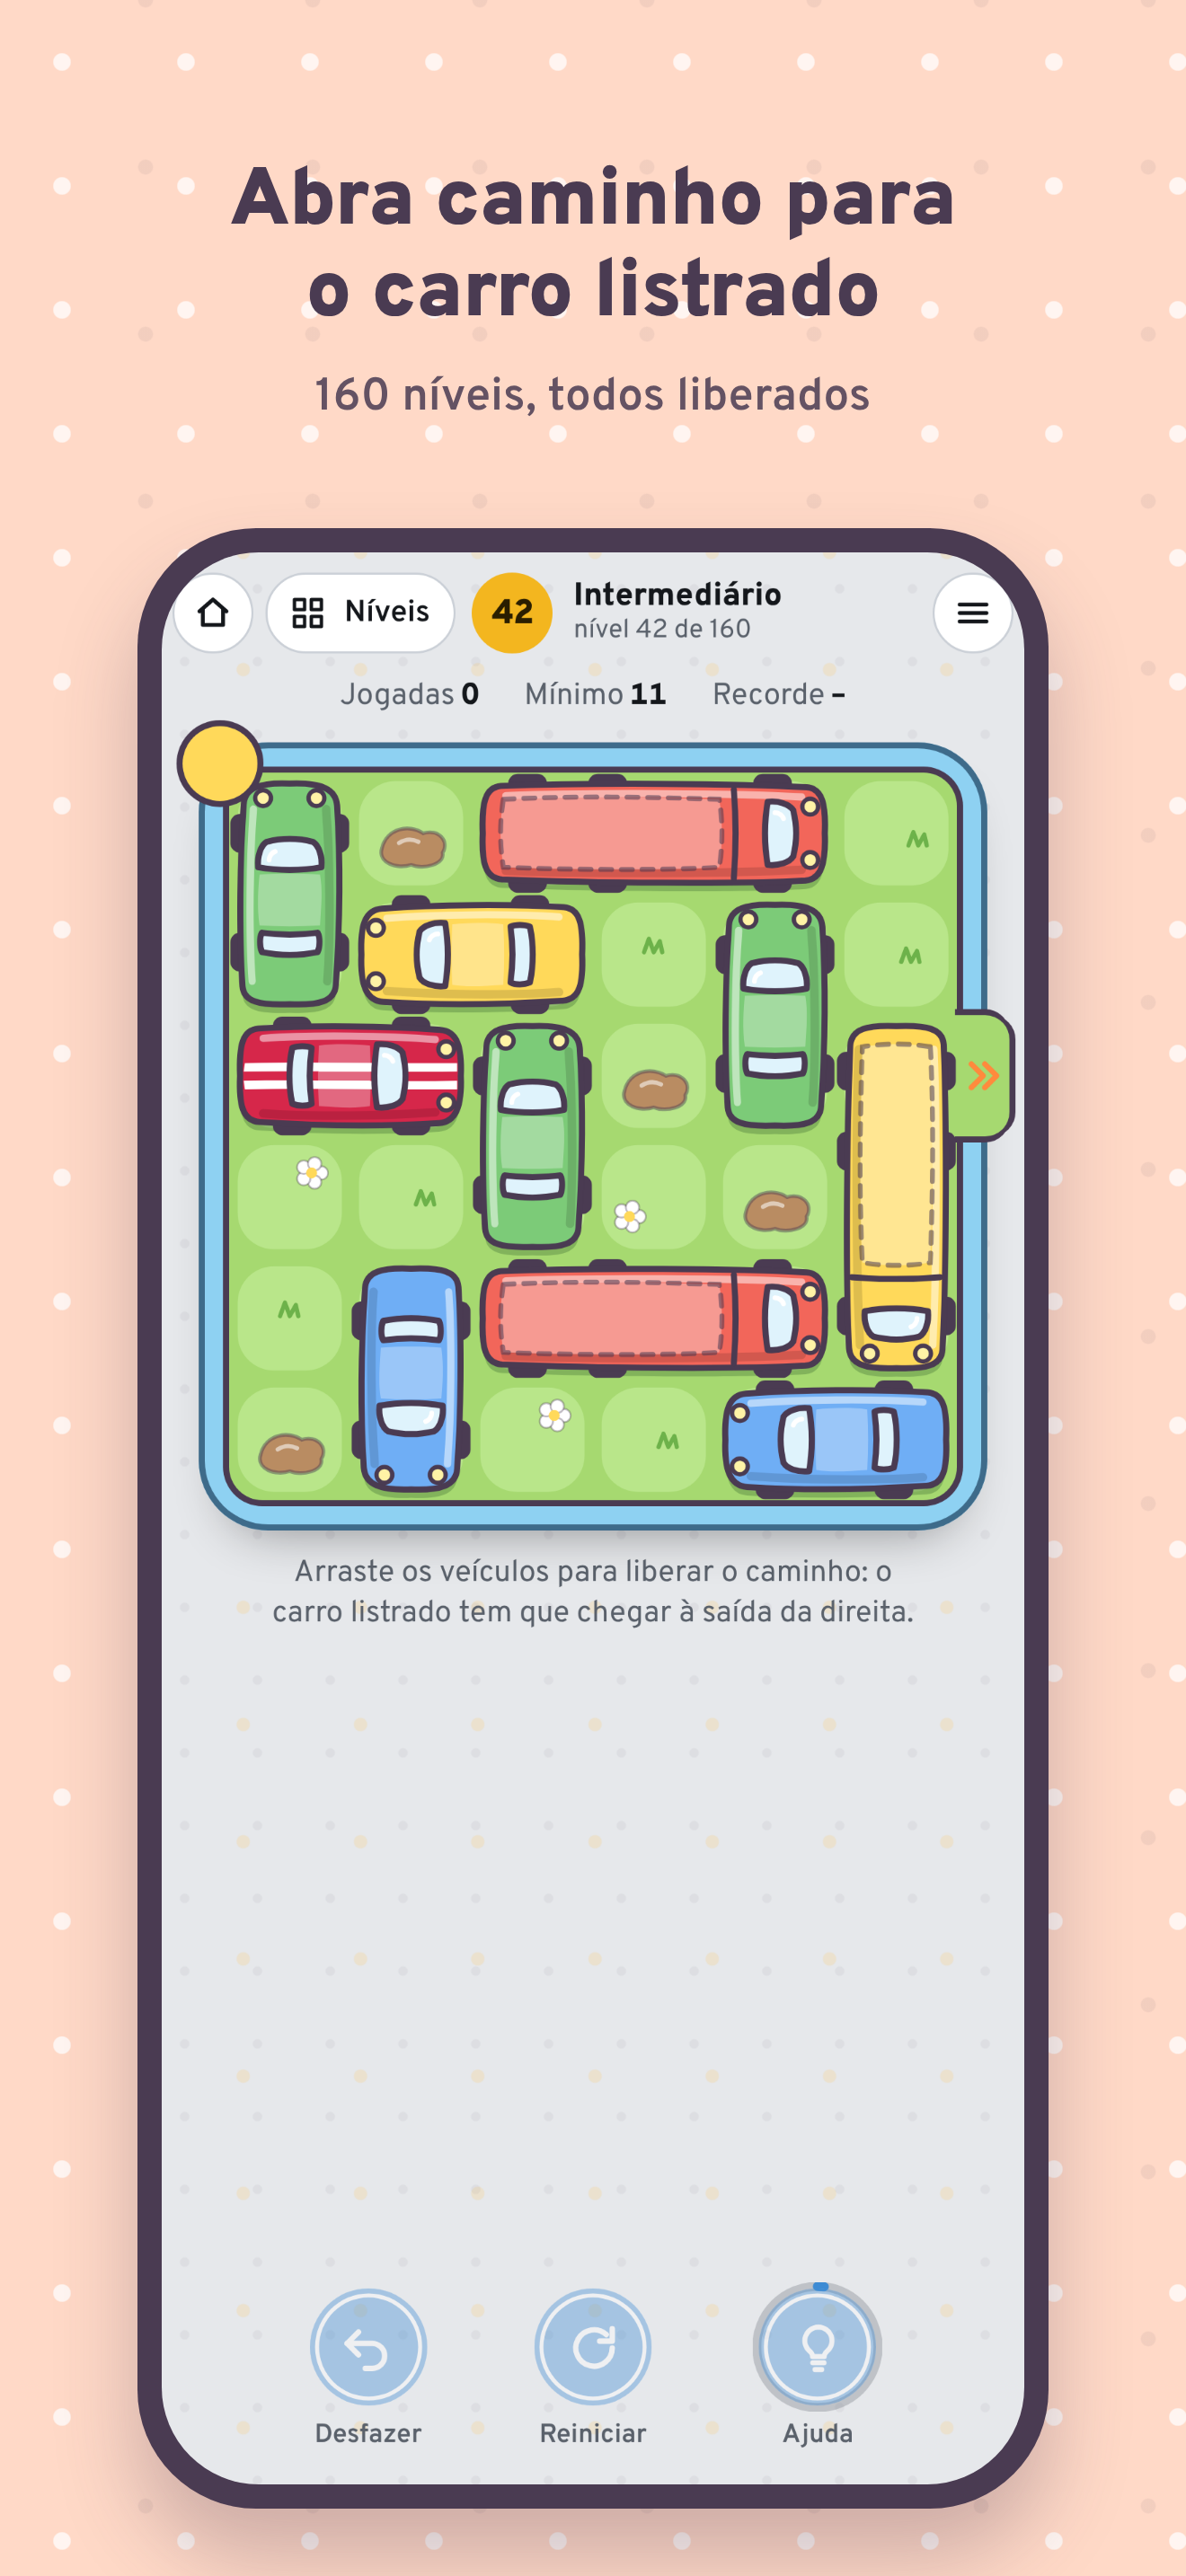 Abra caminho para
o carro listrado
160 níveis, todos liberados
Níveis
42
Intermediário
nível 42 de 160
Jogadas 0 Mínimo 11 Recorde –
Arraste os veículos para liberar o caminho: o
carro listrado tem que chegar à saída da direita.
Desfazer Reiniciar Ajuda